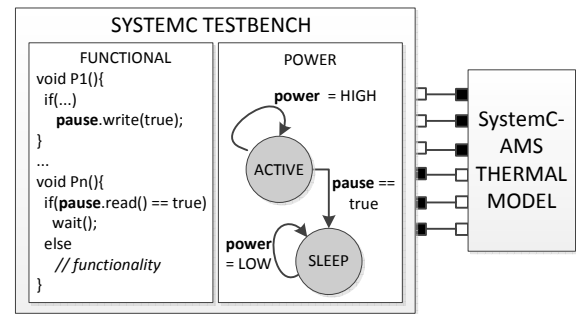 SYSTEMC TESTBENCH
FUNCTIONAL
void P1(){
if(...)
pause.write(true);
}
...
void Pn(){
if(pause.read() == true)
wait();
else
// functionality
}
POWER
power = HIGH
ACTIVE
pause ==
true
power
= LOW
SLEEP
SystemC-
AMS
THERMAL
MODEL